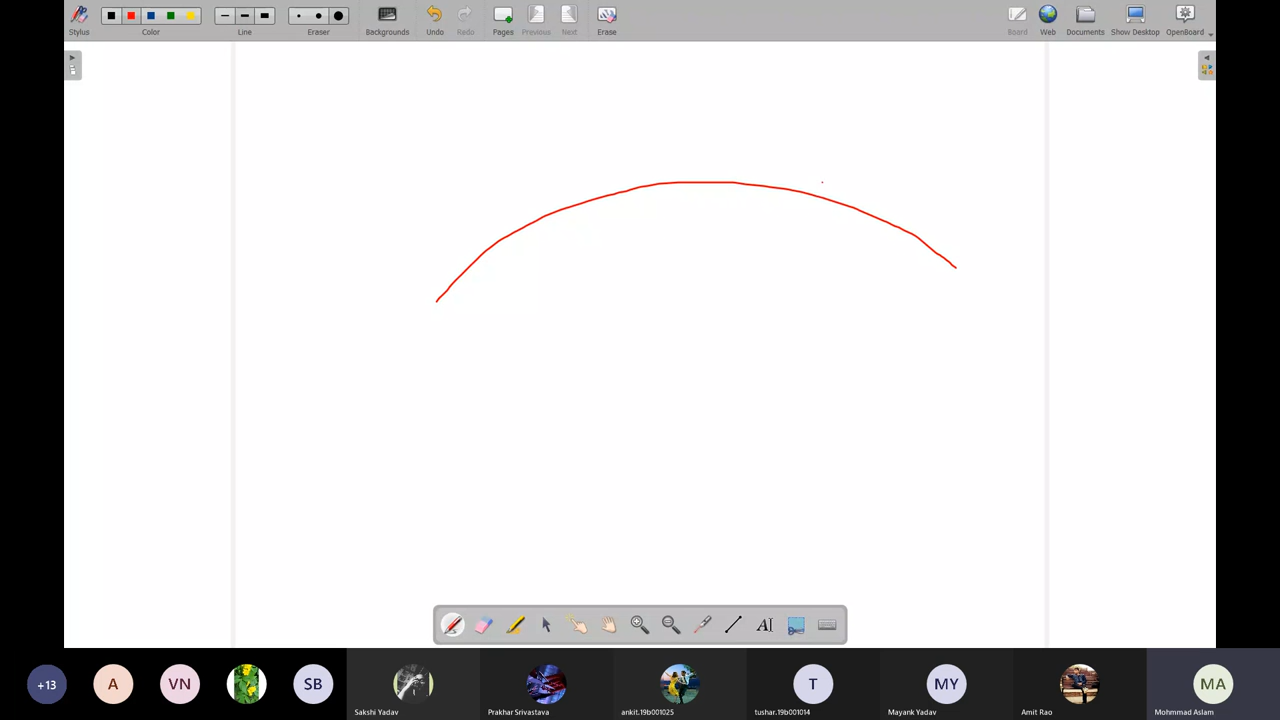 Stylus Color Line Eraser Backgrounds Undo Redo Pages Previous Next Erase Board Web Documents Show Desktop OpenBoard
AI
+13 A VN SB T MY MA
Sakshi Yadav Prakhar Srivastava ankit.19b001025 tushar.19b001014 Mayank Yadav Amit Rao Mohmmad Aslam